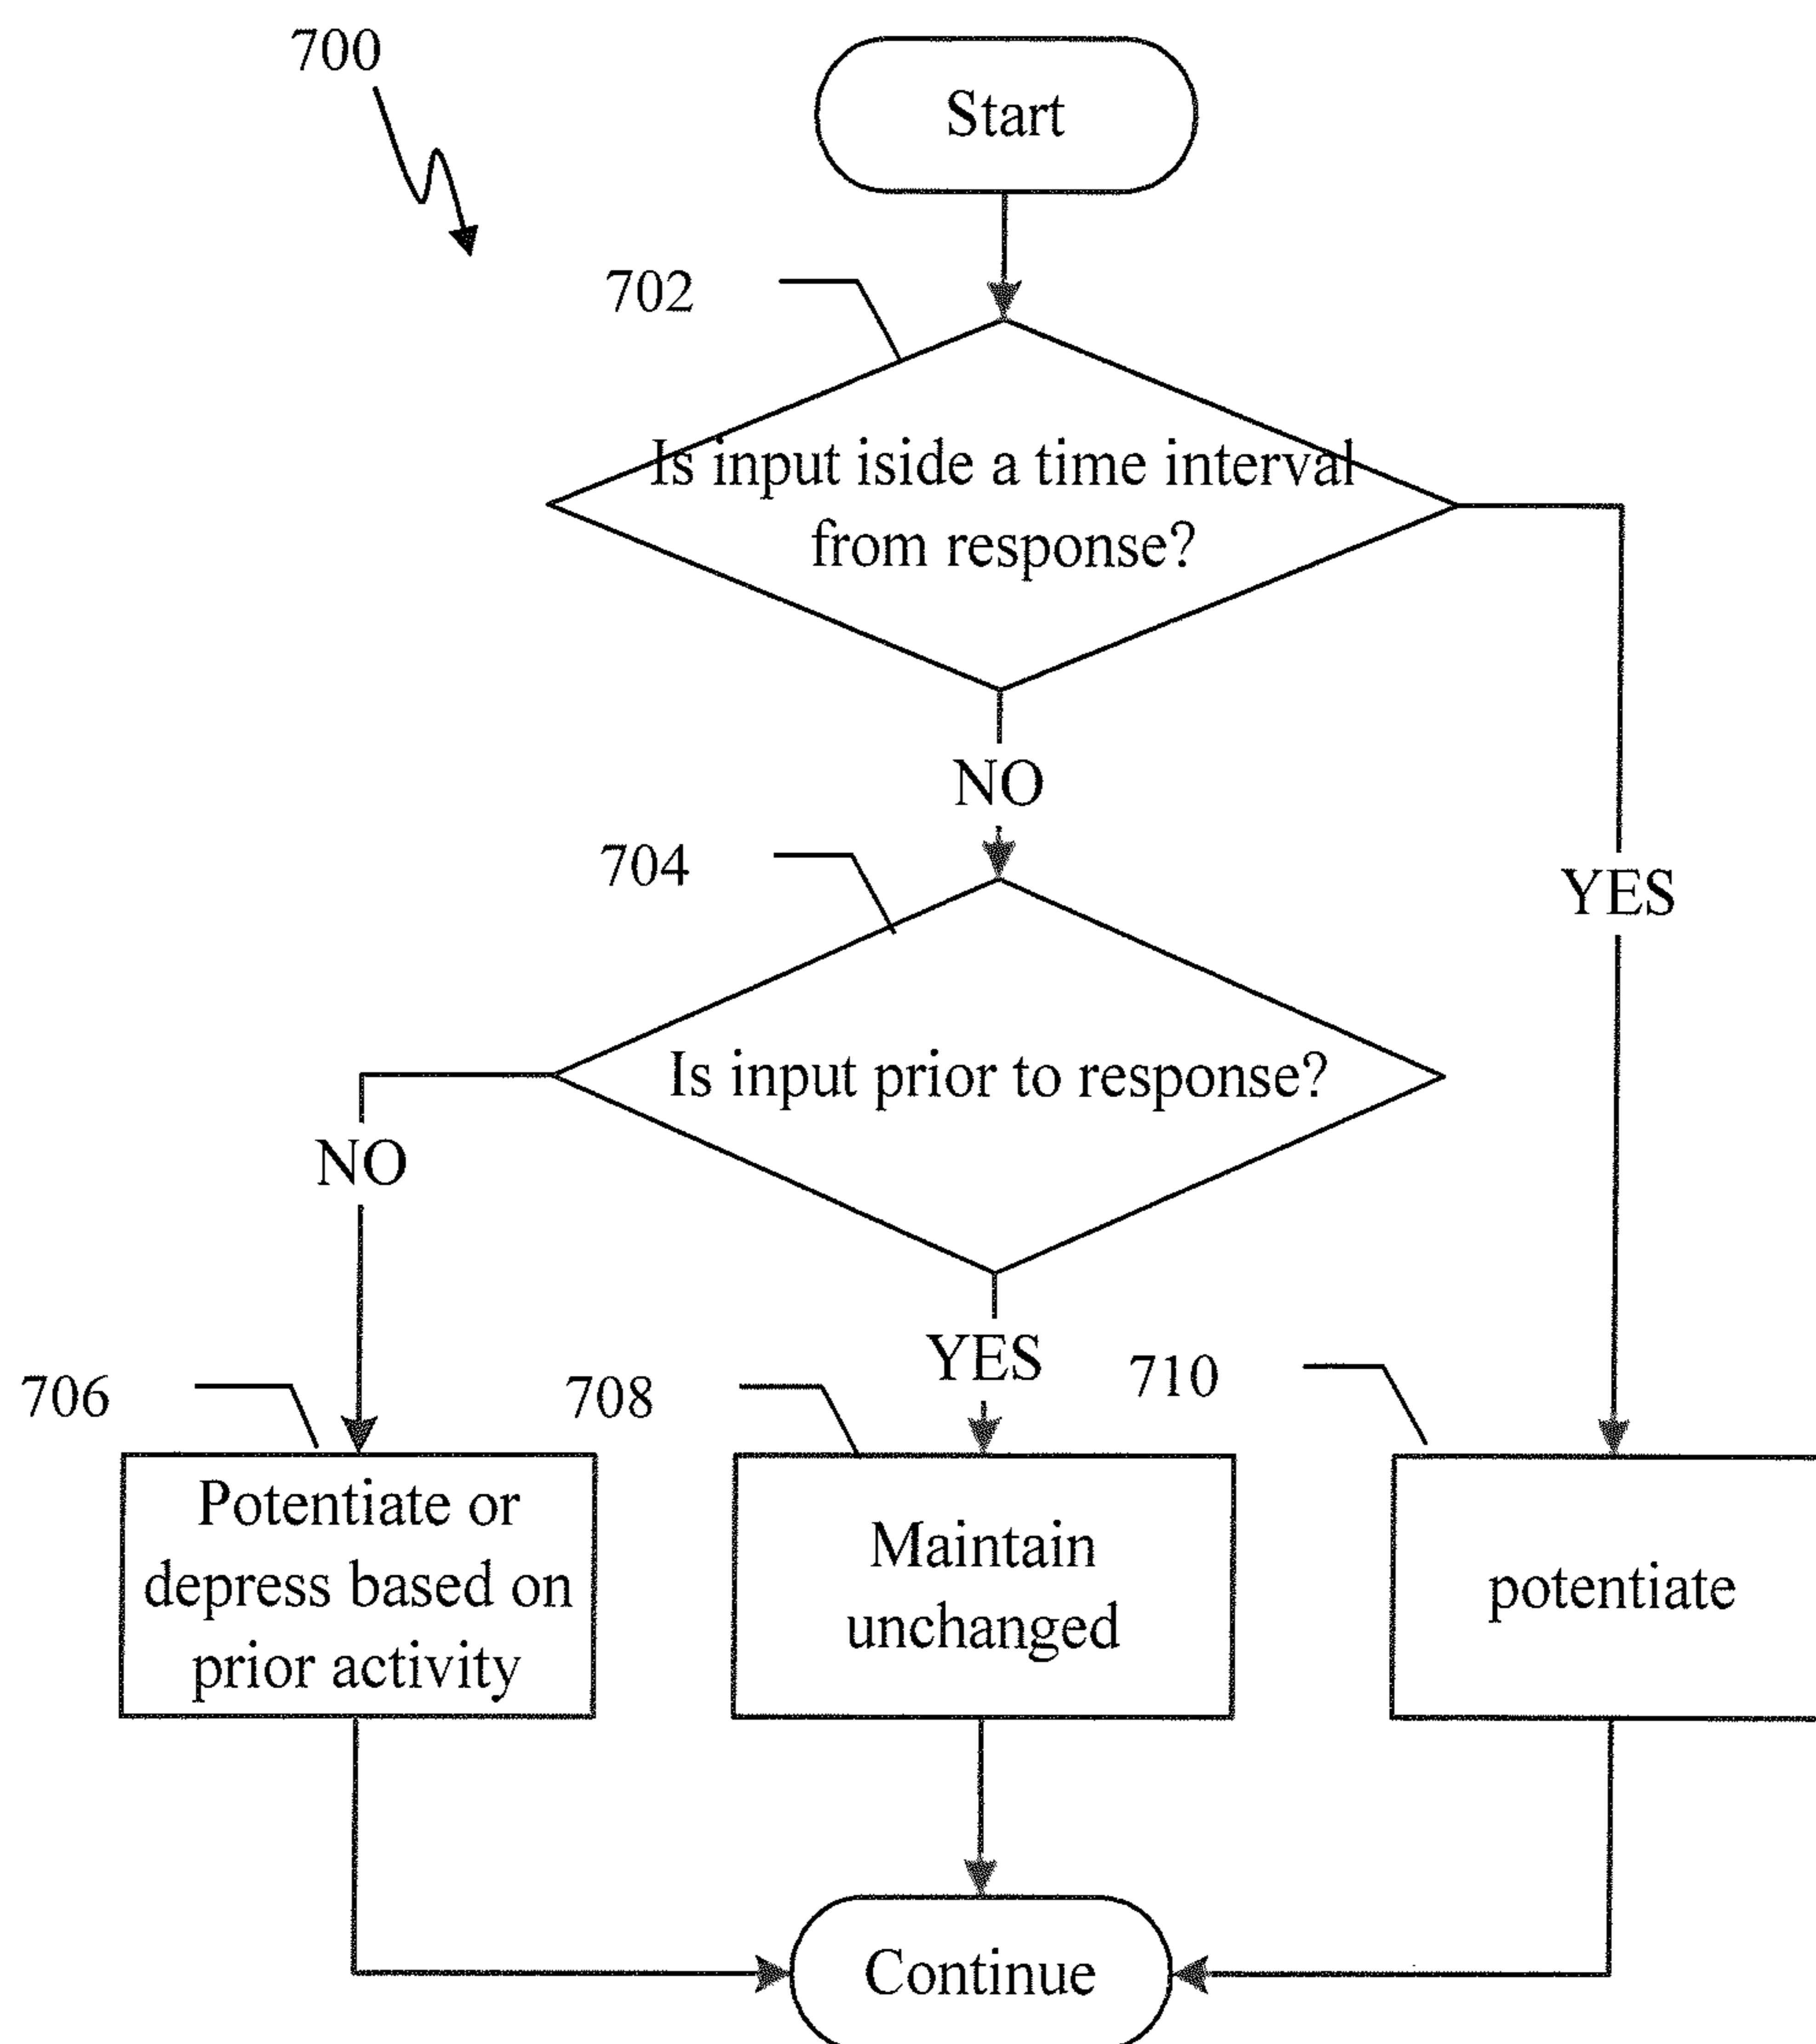 700
Start
702
Is input iside a time interval
from response?
NO
704
YES
Is input prior to response?
NO
YES
706
708
710
Potentiate or
depress based on
prior activity
Maintain
unchanged
potentiate
Continue